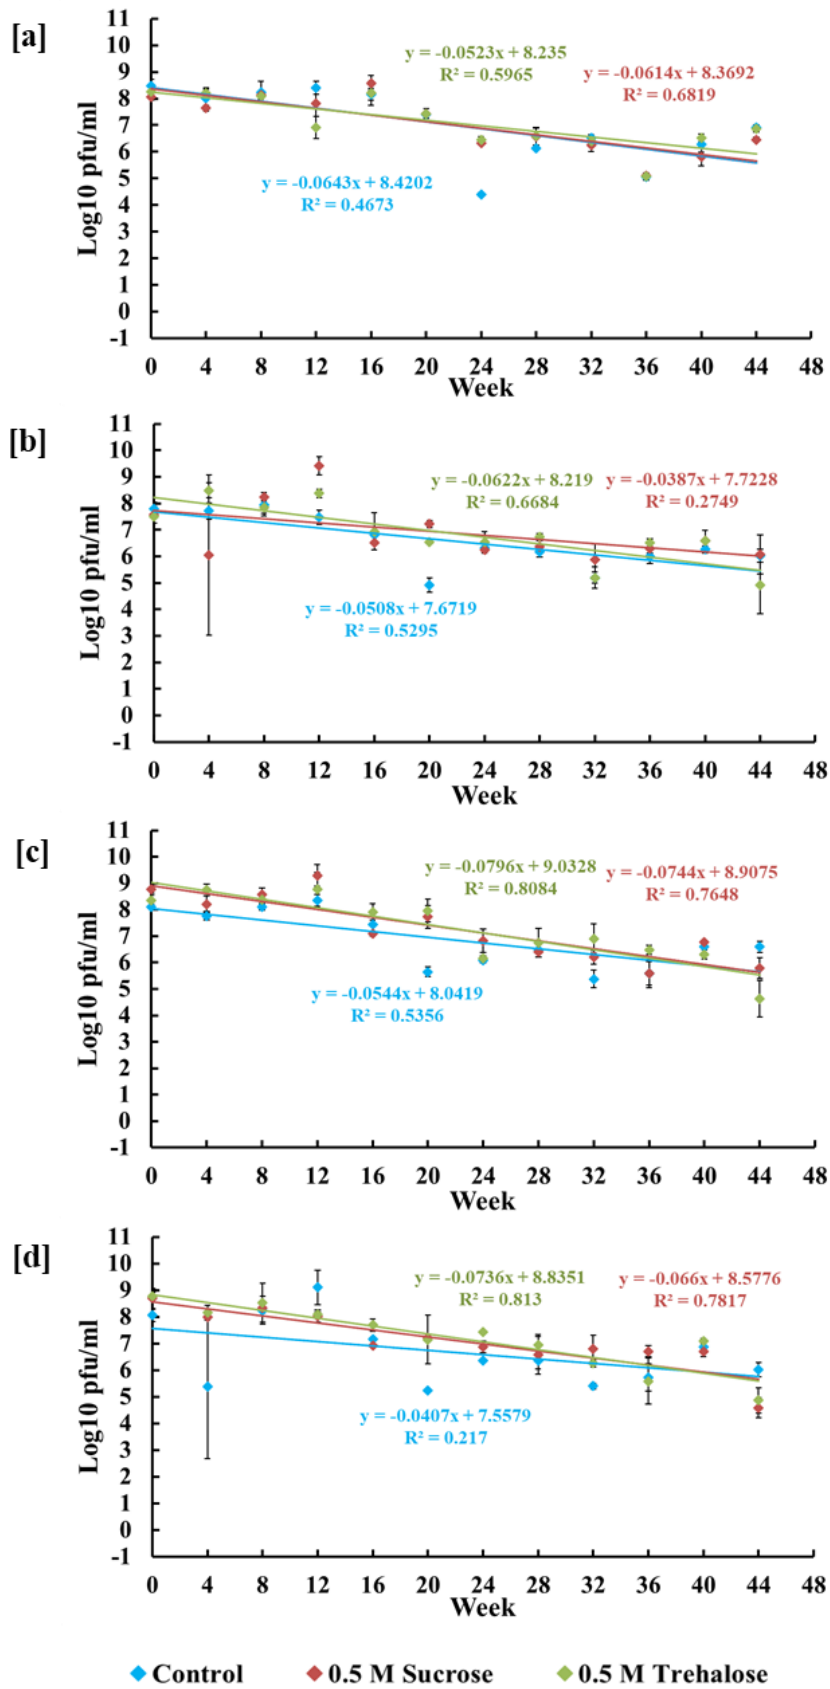 [a]
11
10
9
8
7
6
5
4
3
2
1
0
-1
Log10 pfu/ml
y = -0.0523x + 8.235
R² = 0.5965
y = -0.0614x + 8.3692
R² = 0.6819
y = -0.0643x + 8.4202
R² = 0.4673
0 4 8 12 16 20 24 28 32 36 40 44 48
Week
[b]
11
10
9
8
7
6
5
4
3
2
1
0
-1
Log10 pfu/ml
y = -0.0622x + 8.219
R² = 0.6684
y = -0.0387x + 7.7228
R² = 0.2749
y = -0.0508x + 7.6719
R² = 0.5295
0 4 8 12 16 20 24 28 32 36 40 44 48
Week
[c]
11
10
9
8
7
6
5
4
3
2
1
0
-1
Log10 pfu/ml
y = -0.0796x + 9.0328
R² = 0.8084
y = -0.0744x + 8.9075
R² = 0.7648
y = -0.0544x + 8.0419
R² = 0.5356
0 4 8 12 16 20 24 28 32 36 40 44 48
Week
[d]
11
10
9
8
7
6
5
4
3
2
1
0
-1
Log10 pfu/ml
y = -0.0736x + 8.8351
R² = 0.813
y = -0.066x + 8.5776
R² = 0.7817
y = -0.0407x + 7.5579
R² = 0.217
0 4 8 12 16 20 24 28 32 36 40 44 48
Week
Control 0.5 M Sucrose 0.5 M Trehalose